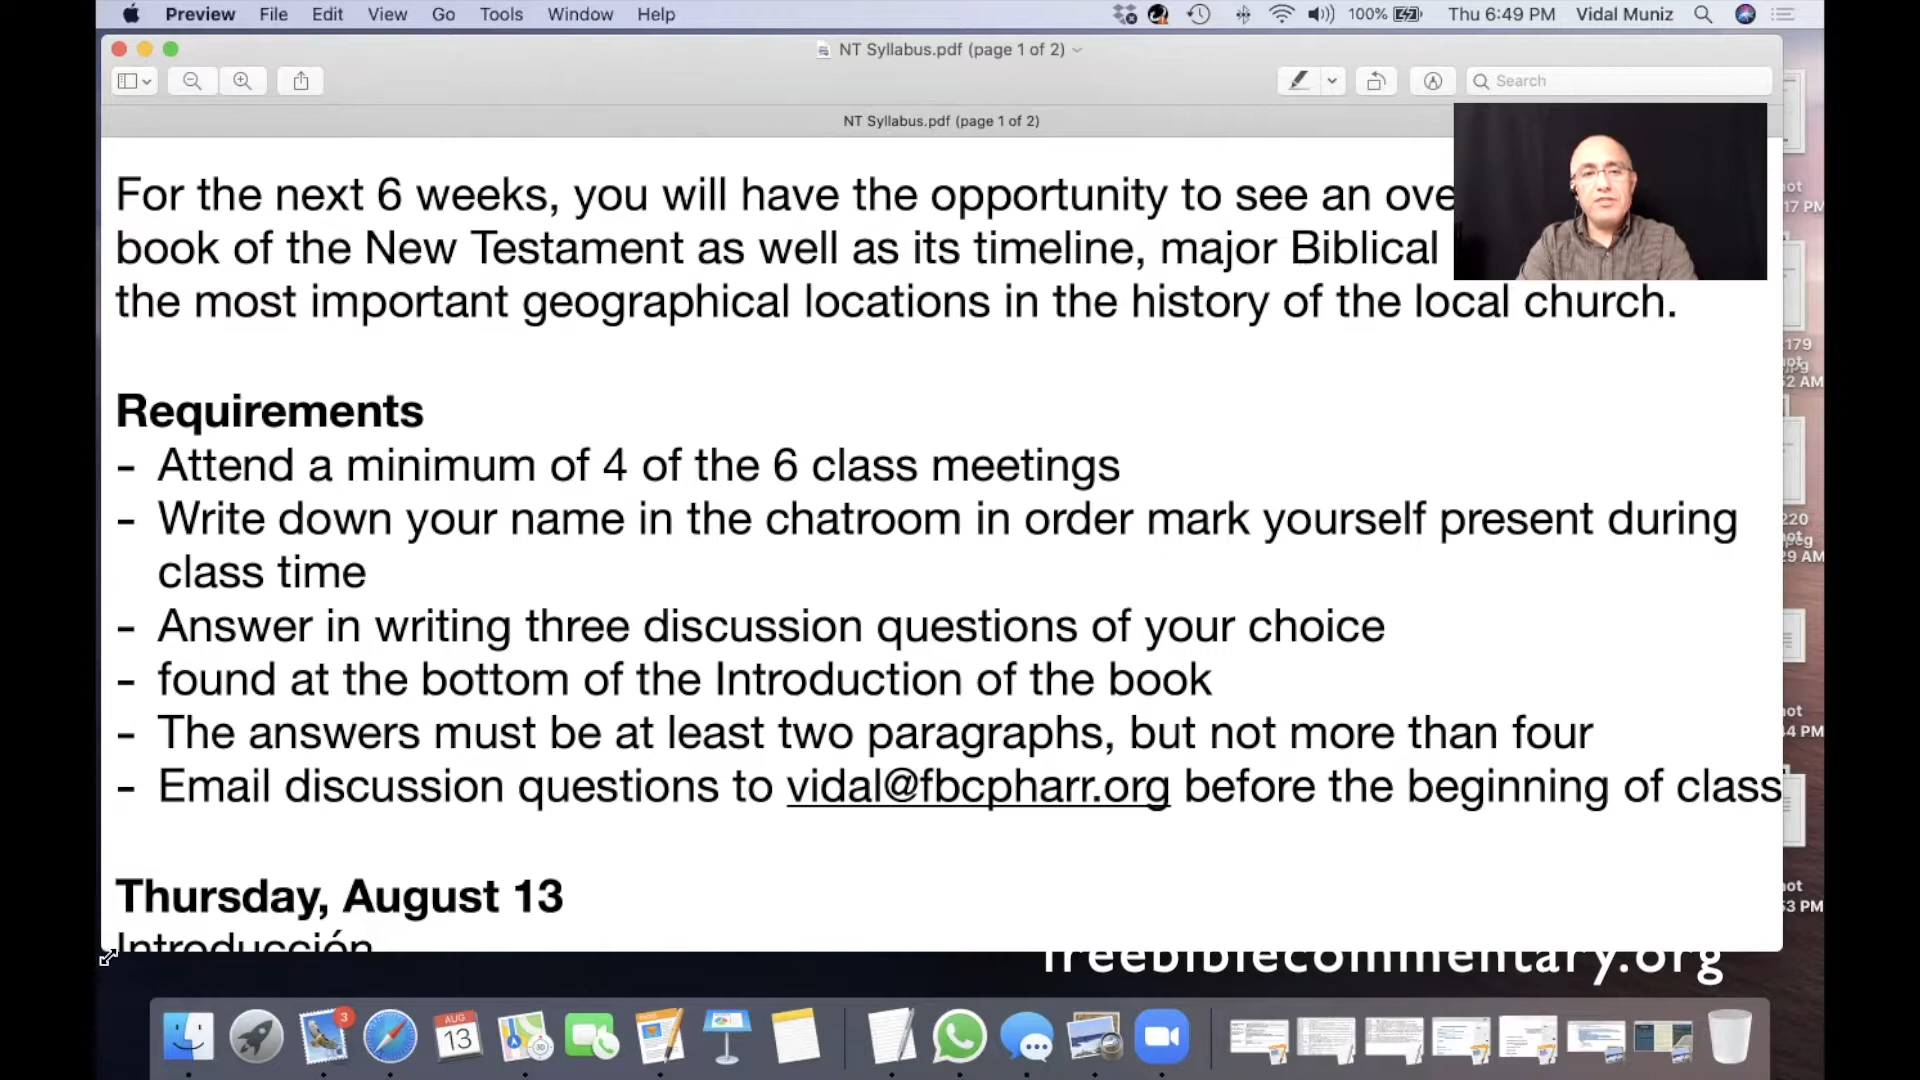 Preview File Edit View Go Tools Window Help 100% Thu 6:49 PM Vidal Muniz
NT Syllabus.pdf (page 1 of 2)
Search
NT Syllabus.pdf (page 1 of 2)
For the next 6 weeks, you will have the opportunity to see an ove
book of the New Testament as well as its timeline, major Biblical
the most important geographical locations in the history of the local church.
Requirements
- Attend a minimum of 4 of the 6 class meetings
- Write down your name in the chatroom in order mark yourself present during
class time
- Answer in writing three discussion questions of your choice
- found at the bottom of the Introduction of the book
- The answers must be at least two paragraphs, but not more than four
- Email discussion questions to vidal@fbcpharr.org before the beginning of class
Thursday, August 13
Introducción
freebiblecommentary.org
3
AUG
13